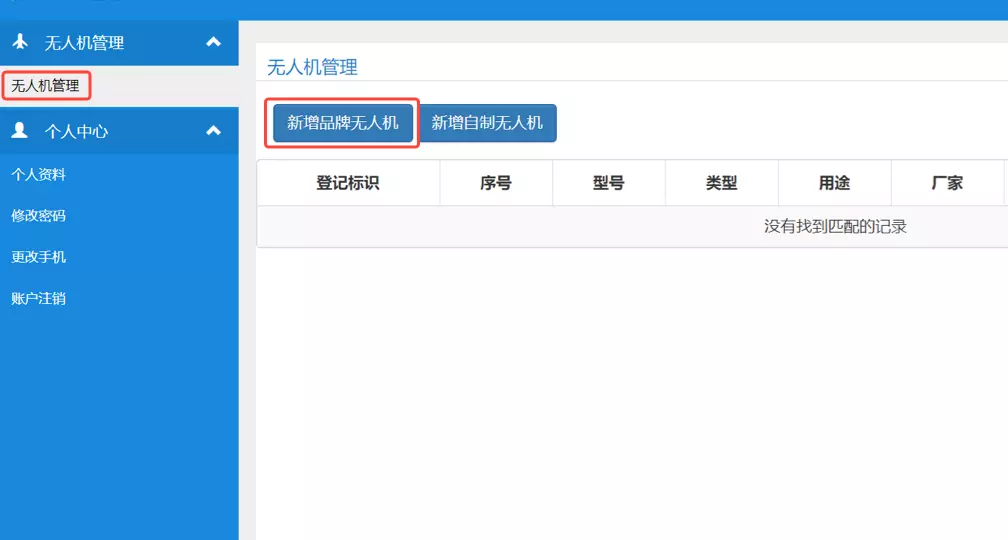 无人机管理
无人机管理
个人中心
个人资料
修改密码
更改手机
账户注销
无人机管理
新增品牌无人机 新增自制无人机
登记标识 序号 型号 类型 用途 厂家
没有找到匹配的记录